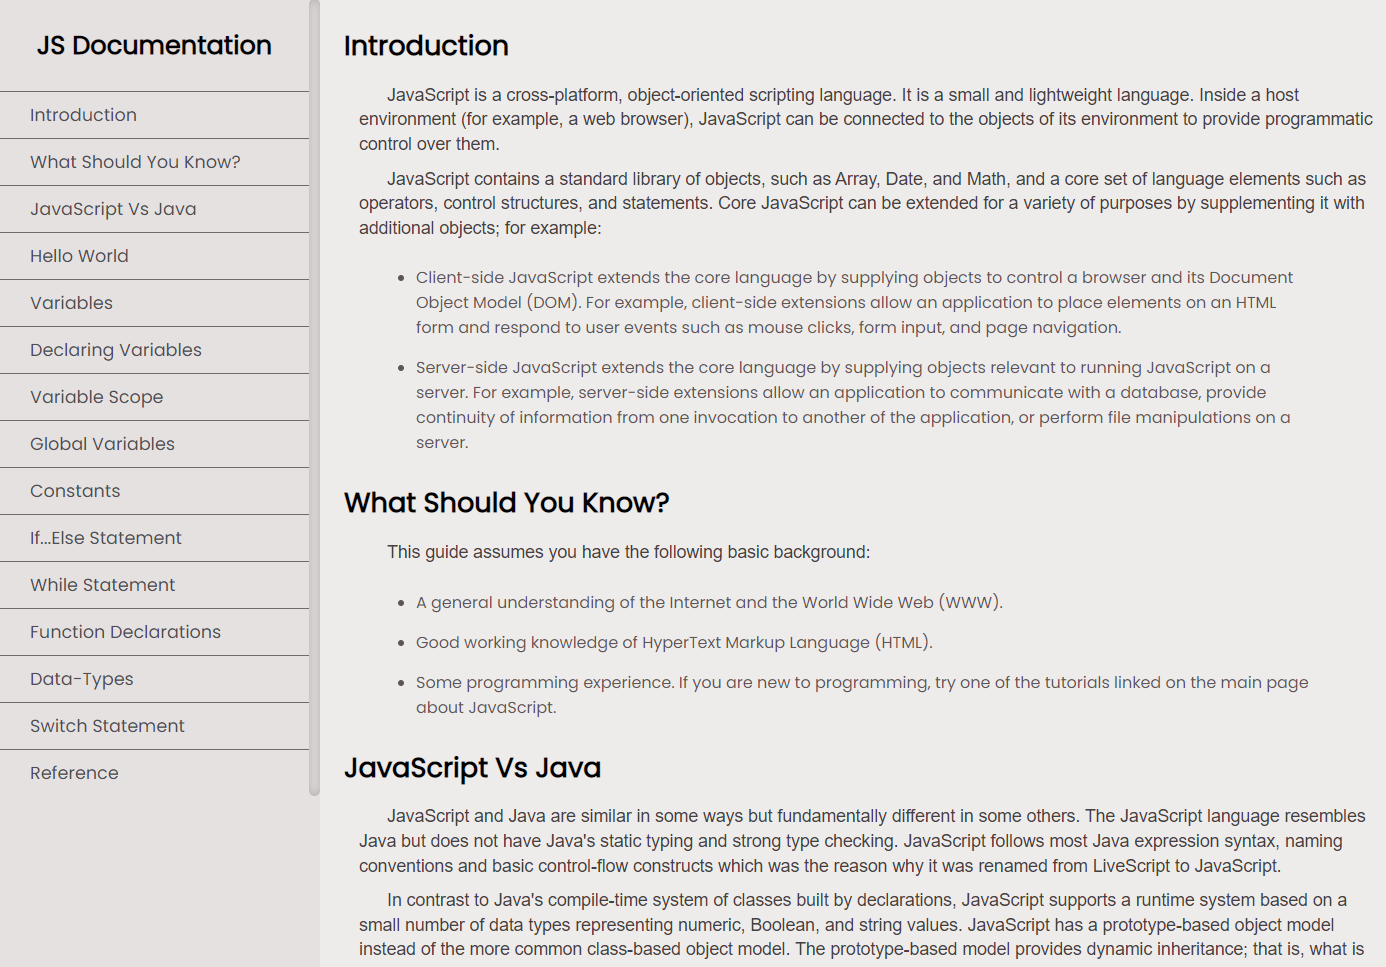 JS Documentation
Introduction
What Should You Know?
JavaScript Vs Java
Hello World
Variables
Declaring Variables
Variable Scope
Global Variables
Constants
If...Else Statement
While Statement
Function Declarations
Data-Types
Switch Statement
Reference
Introduction
JavaScript is a cross-platform, object-oriented scripting language. It is a small and lightweight language. Inside a host
environment (for example, a web browser), JavaScript can be connected to the objects of its environment to provide programmatic
control over them.
JavaScript contains a standard library of objects, such as Array, Date, and Math, and a core set of language elements such as
operators, control structures, and statements. Core JavaScript can be extended for a variety of purposes by supplementing it with
additional objects; for example:
• Client-side JavaScript extends the core language by supplying objects to control a browser and its Document
Object Model (DOM). For example, client-side extensions allow an application to place elements on an HTML
form and respond to user events such as mouse clicks, form input, and page navigation.
• Server-side JavaScript extends the core language by supplying objects relevant to running JavaScript on a
server. For example, server-side extensions allow an application to communicate with a database, provide
continuity of information from one invocation to another of the application, or perform file manipulations on a
server.
What Should You Know?
This guide assumes you have the following basic background:
• A general understanding of the Internet and the World Wide Web (WWW).
• Good working knowledge of HyperText Markup Language (HTML).
• Some programming experience. If you are new to programming, try one of the tutorials linked on the main page
about JavaScript.
JavaScript Vs Java
JavaScript and Java are similar in some ways but fundamentally different in some others. The JavaScript language resembles
Java but does not have Java's static typing and strong type checking. JavaScript follows most Java expression syntax, naming
conventions and basic control-flow constructs which was the reason why it was renamed from LiveScript to JavaScript.
In contrast to Java's compile-time system of classes built by declarations, JavaScript supports a runtime system based on a
small number of data types representing numeric, Boolean, and string values. JavaScript has a prototype-based object model
instead of the more common class-based object model. The prototype-based model provides dynamic inheritance; that is, what is